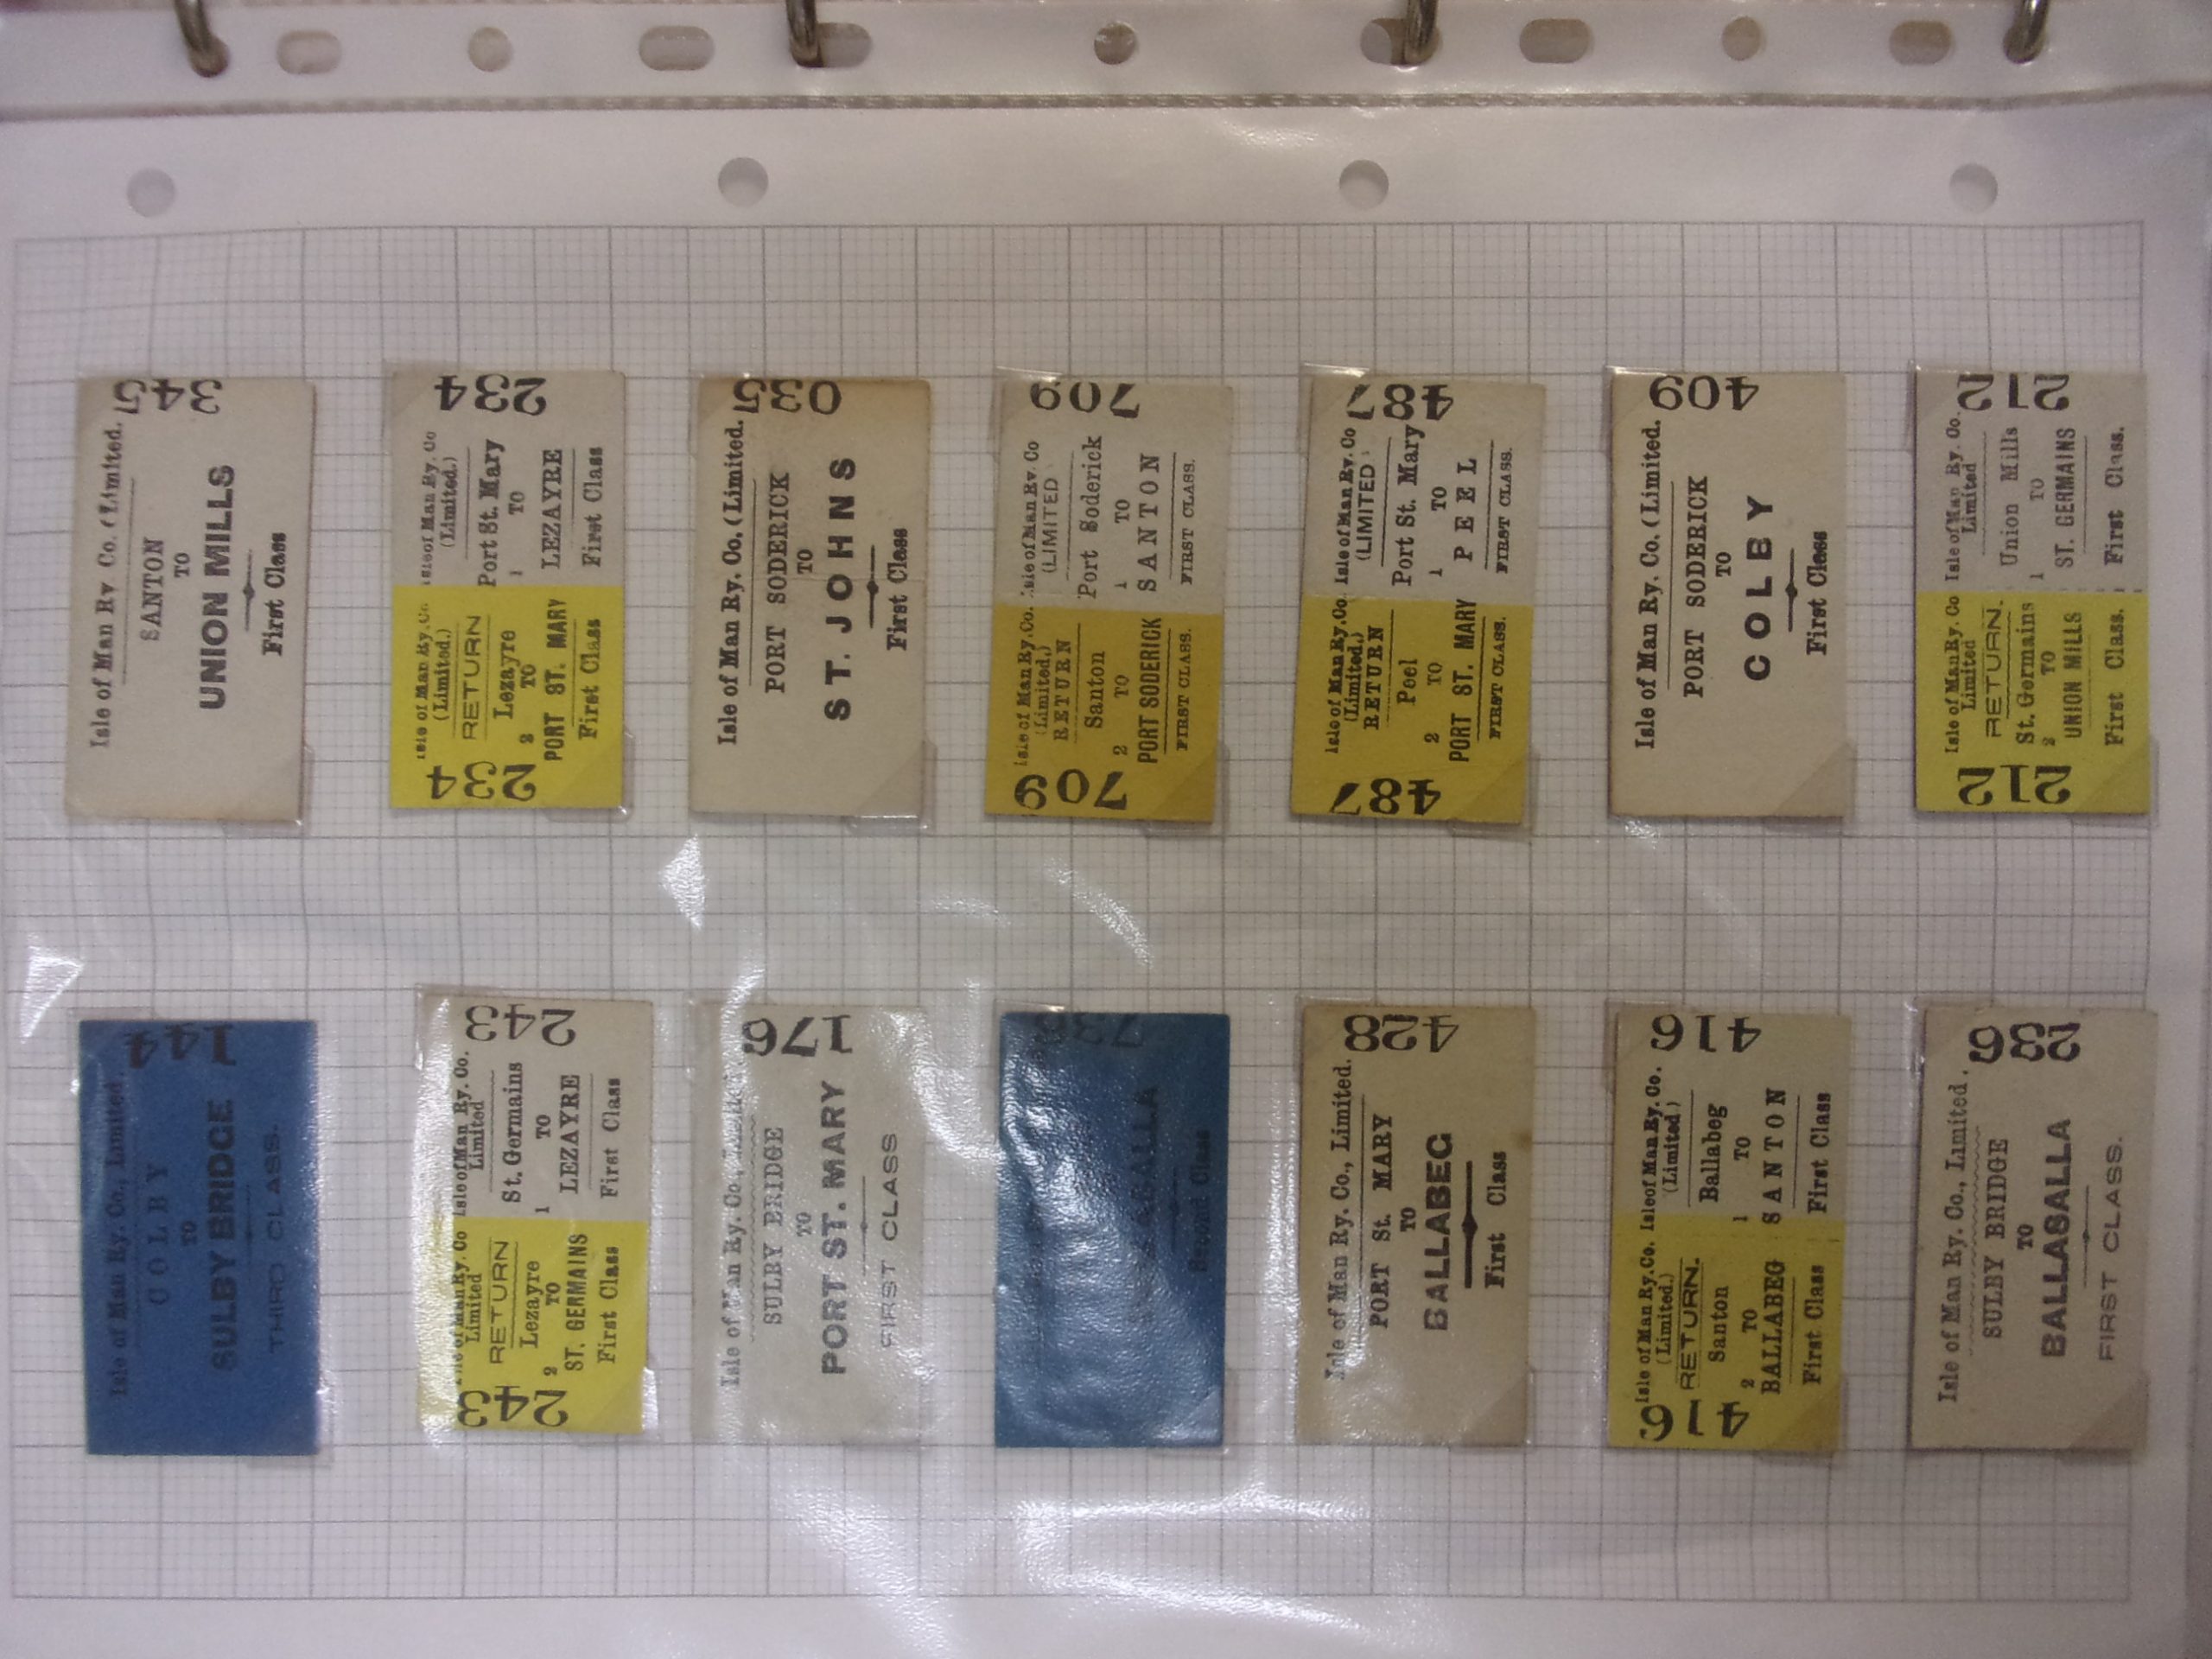 345
Isle of Man Ry Co. (Limited.
SANTON
TO
UNION MILLS
First Class
234
Isle of Man Ry. Co
(Limited.)
Port St. Mary
1 TO
LEZAYRE
First Class
Isle of Man Ry. Co.
(Limited.)
RETURN
Lezayre
2 TO
PORT ST. MARY
First Class
234
035
Isle of Man Ry. Co. (Limited.
PORT SODERICK
TO
ST. JOHNS
First Class
709
Isle of Man Ry. Co
(LIMITED
Port Soderick
1 TO
SANTON
FIRST CLASS.
Isle of Man Ry. Co.
(Limited.)
RETURN
Santon
2 TO
PORT SODERICK
FIRST CLASS.
709
487
Isle of Man Ry. Co
(LIMITED)
Port St. Mary
1 TO
PEEL
FIRST CLASS.
Isle of Man Ry. Co.
(Limited.)
RETURN
Peel
2 TO
PORT ST. MARY
FIRST CLASS.
487
409
Isle of Man Ry. Co. (Limited.
PORT SODERICK
TO
COLBY
First Class
212
Isle of Man Ry. Co.
Limited
Union Mills
1 TO
ST. GERMAINS
First Class.
Isle of Man Ry. Co
Limited
RETURN.
St. Germains
2 TO
UNION MILLS
First Class.
212
144
Isle of Man Ry. Co., Limited.
COLBY
TO
SULBY BRIDGE
THIRD CLASS.
243
Isle of Man Ry. Co.
Limited
St. Germains
1 TO
LEZAYRE
First Class
Isle of Man Ry. Co
Limited
RETURN
Lezayre
2 TO
ST. GERMAINS
First Class
243
176
Isle of Man Ry. Co., Limited.
SULBY BRIDGE
TO
PORT ST. MARY
FIRST CLASS
428
Isle of Man Ry. Co., Limited.
PORT St. MARY
TO
BALLABEG
First Class
416
Isle of Man Ry. Co.
(Limited)
Ballabeg
1 TO
SANTON
First Class
Isle of Man Ry. Co.
(Limited.)
RETURN.
Santon
2 TO
BALLABEG
First Class
416
236
Isle of Man Ry. Co., Limited.
SULBY BRIDGE
TO
BALLASALLA
FIRST CLASS.